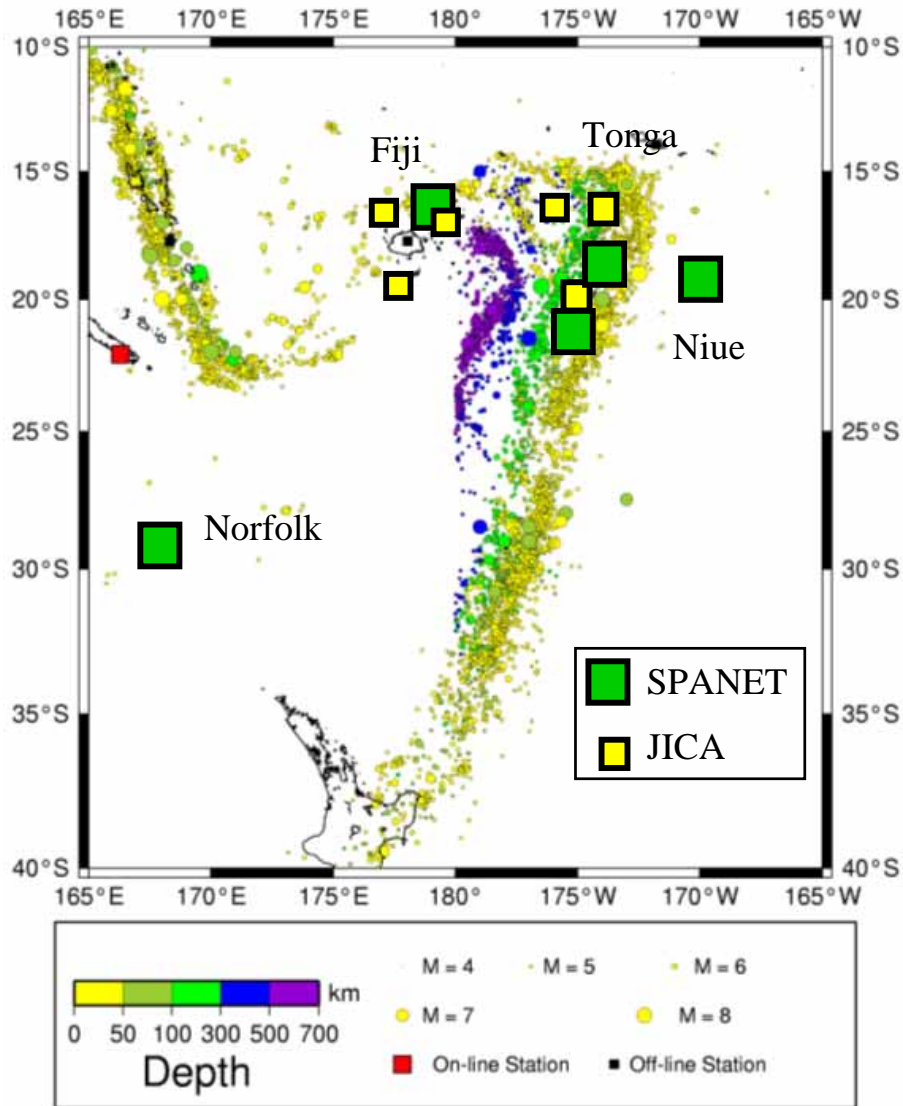 165°E 170°E 175°E 180° 175°W 170°W 165°W
10°S 10°S
Fiji Tonga
15°S 15°S
20°S 20°S
Niue
25°S 25°S
Norfolk
30°S 30°S
SPANET
35°S 35°S
JICA
40°S 40°S
165°E 170°E 175°E 180° 175°W 170°W 165°W
M = 4 M = 5 M = 6
km
M = 7 M = 8
0 50 100 300 500 700
Depth On-line Station Off-line Station